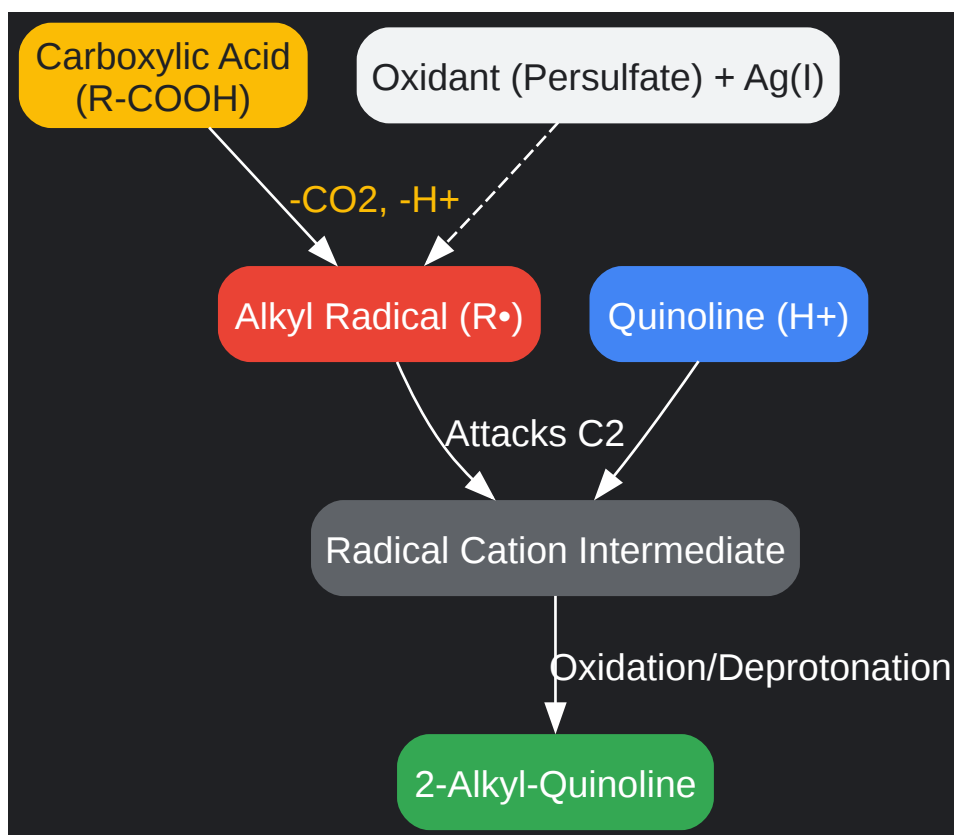 Carboxylic Acid
(R-COOH)
Oxidant (Persulfate) + Ag(I)
-CO2, -H+
Alkyl Radical (R•)
Quinoline (H+)
Attacks C2
Radical Cation Intermediate
Oxidation/Deprotonation
2-Alkyl-Quinoline